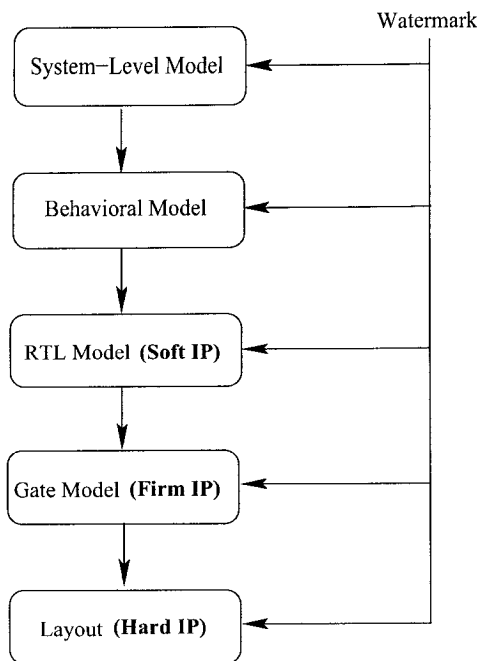 Watermark
System-Level Model
Behavioral Model
RTL Model (Soft IP)
Gate Model (Firm IP)
Layout (Hard IP)